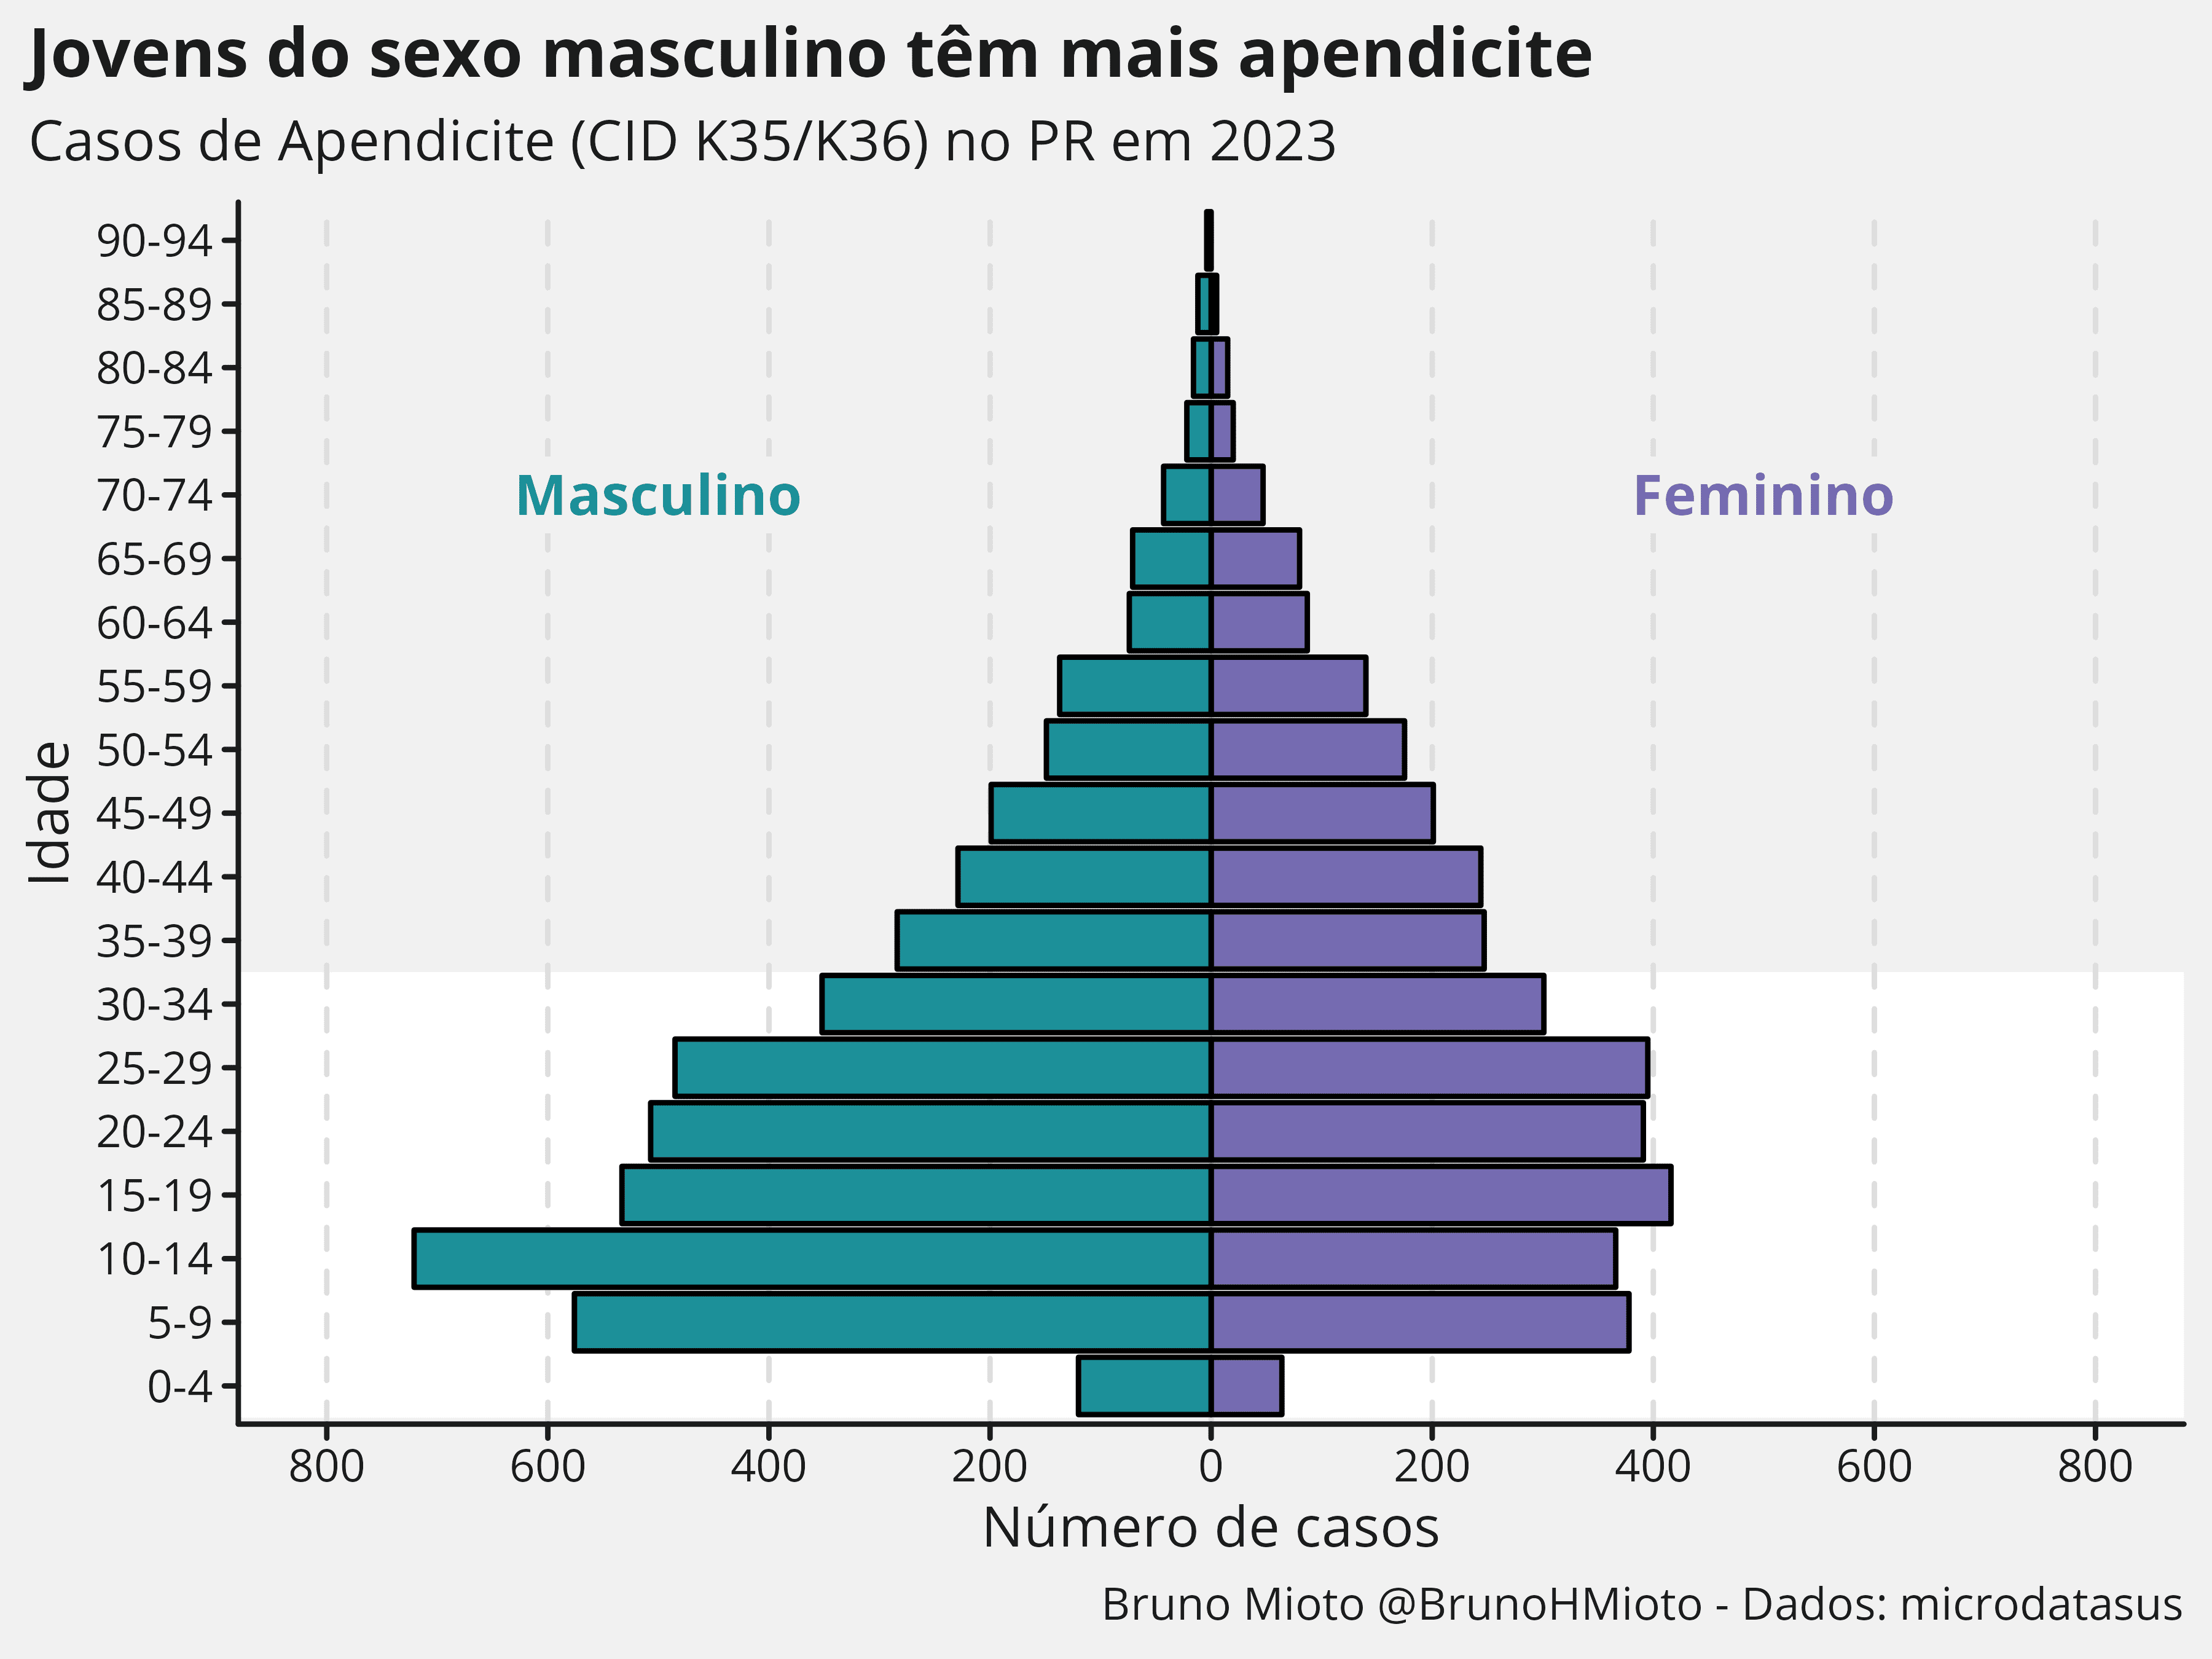 Jovens do sexo masculino têm mais apendicite
Casos de Apendicite (CID K35/K36) no PR em 2023
90-94
85-89
80-84
75-79
70-74
65-69
60-64
55-59
50-54
45-49
40-44
35-39
30-34
25-29
20-24
15-19
10-14
5-9
0-4
Idade
Masculino
Feminino
800 600 400 200 0 200 400 600 800
Número de casos
Bruno Mioto @BrunoHMioto - Dados: microdatasus